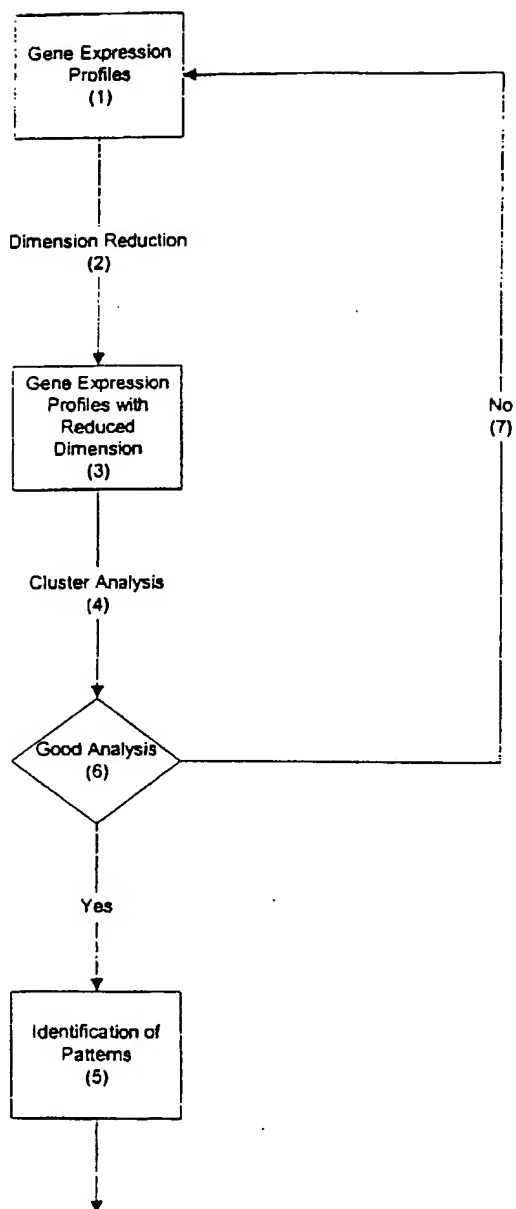 Gene Expression
Profiles
(1)
Dimension Reduction
(2)
Gene Expression
Profiles with
Reduced
Dimension
(3)
No
(7)
Cluster Analysis
(4)
Good Analysis
(6)
Yes
Identification of
Patterns
(5)